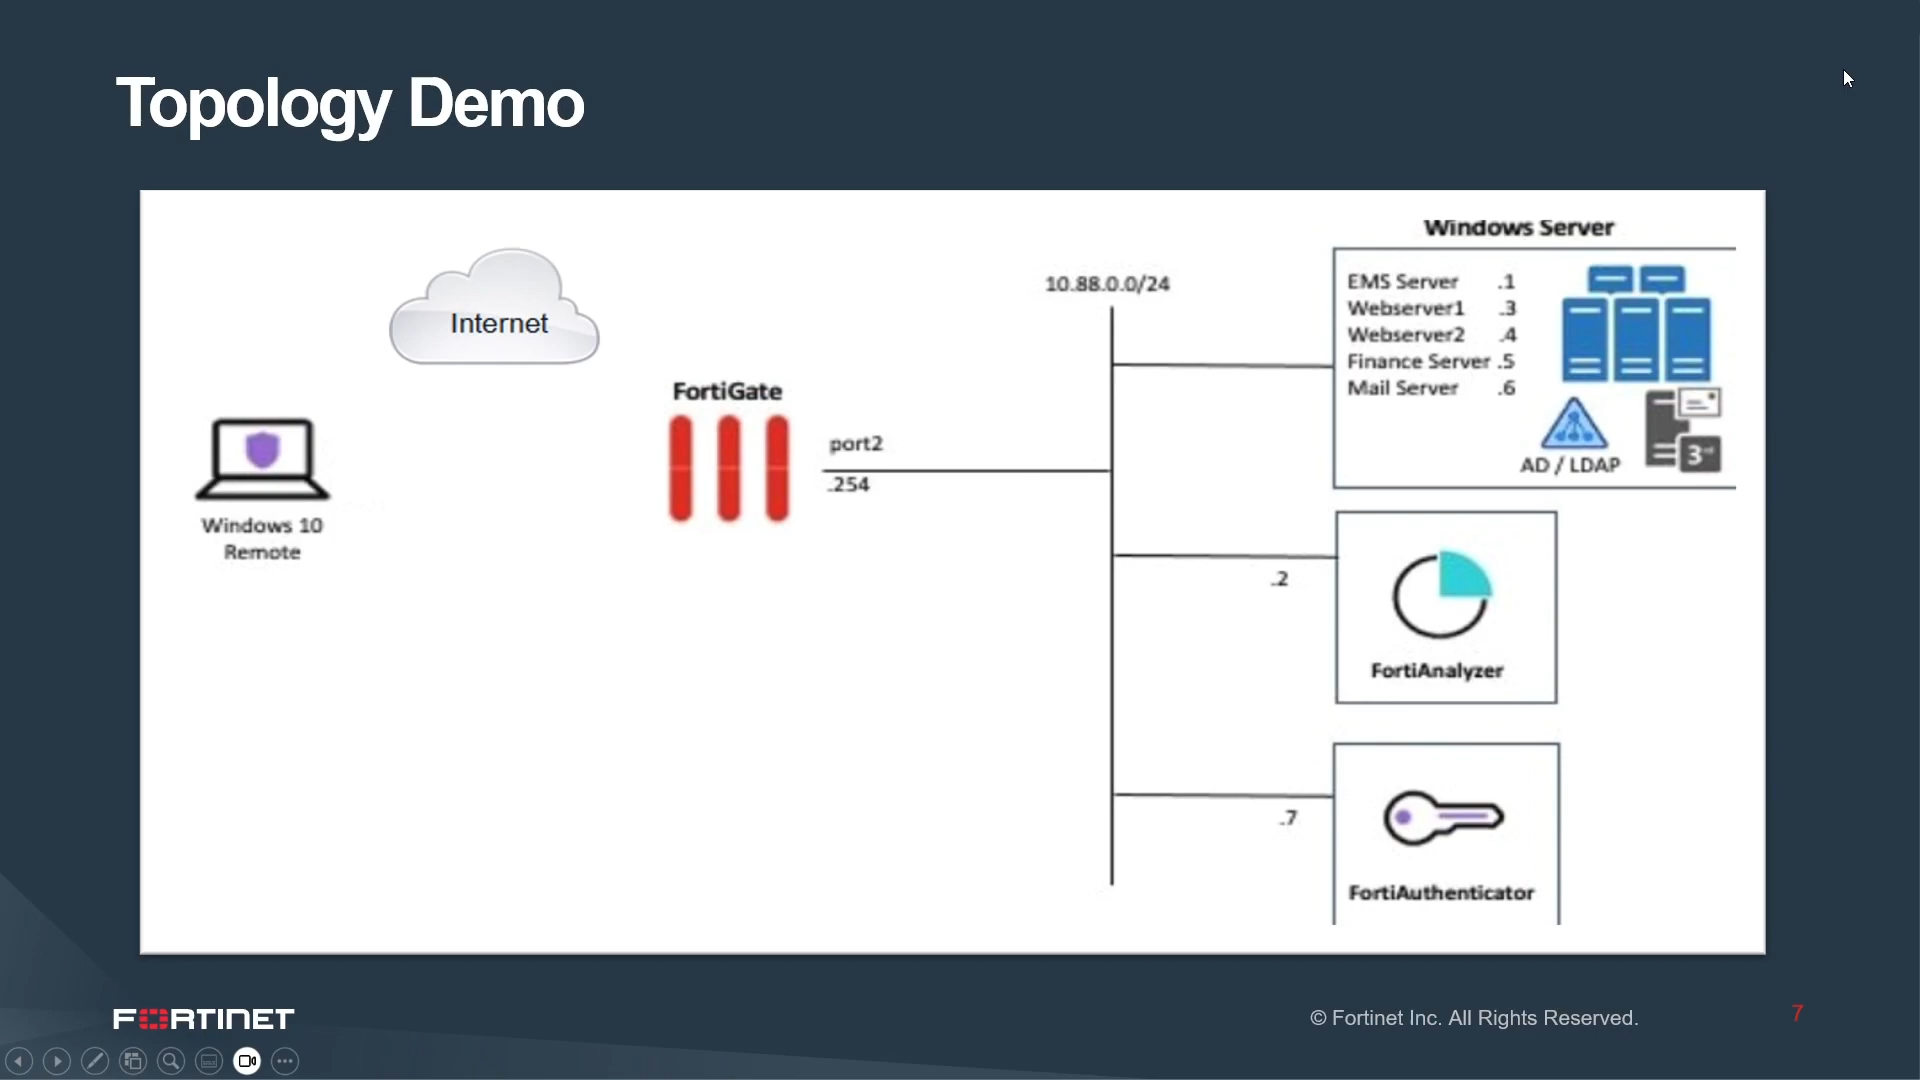 Topology Demo
Windows Server
Internet
10.88.0.0/24
EMS Server .1
Webserver1 .3
Webserver2 .4
Finance Server .5
Mail Server .6
AD / LDAP
3rd
FortiGate
port2
.254
Windows 10
Remote
.2
FortiAnalyzer
.7
FortiAuthenticator
FORTINET
© Fortinet Inc. All Rights Reserved.
7